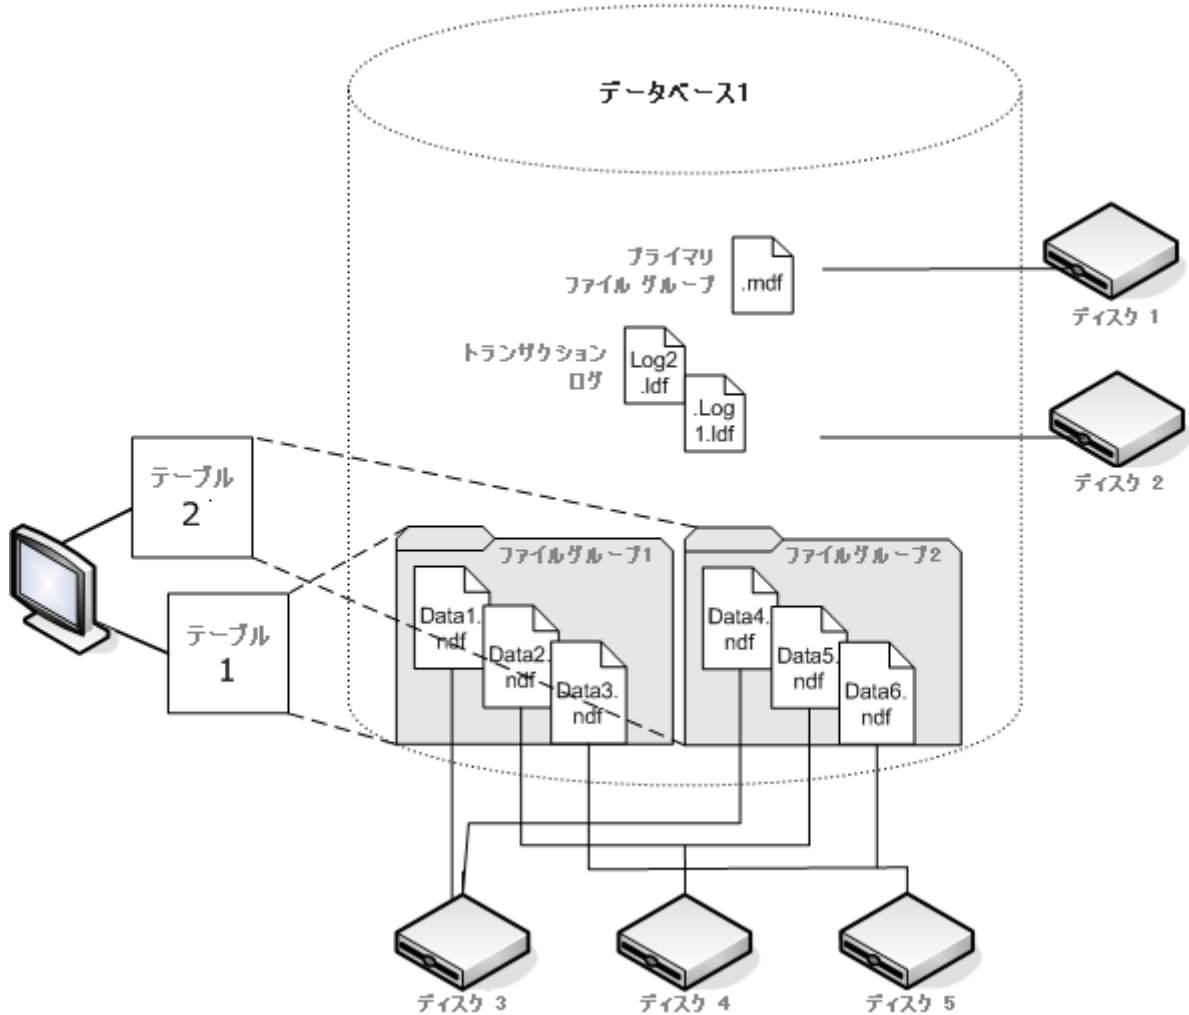 データベース1
プライマリ
ファイル グループ
.mdf
ディスク 1
トランザクション
ログ
Log2
.ldf
.Log
1.ldf
ディスク 2
テーブル
2
テーブル
1
ファイルグループ1
Data1.
ndf
Data2.
ndf
Data3.
ndf
ファイルグループ2
Data4.
ndf
Data5.
ndf
Data6.
ndf
ディスク 3
ディスク 4
ディスク 5